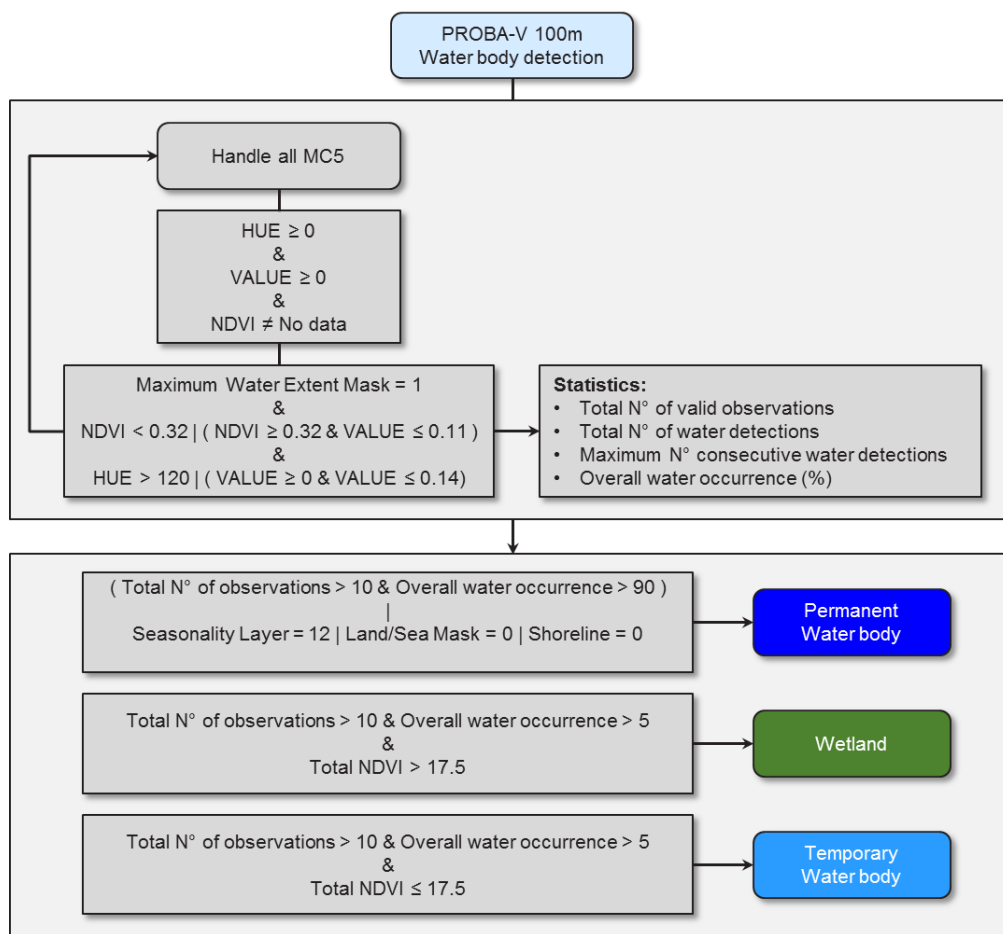 PROBA-V 100m
Water body detection
Handle all MC5
HUE ≥ 0
&
VALUE ≥ 0
&
NDVI ≠ No data
Maximum Water Extent Mask = 1
&
NDVI < 0.32 | ( NDVI ≥ 0.32 & VALUE ≤ 0.11 )
&
HUE > 120 | ( VALUE ≥ 0 & VALUE ≤ 0.14)
Statistics:
• Total N° of valid observations
• Total N° of water detections
• Maximum N° consecutive water detections
• Overall water occurrence (%)
( Total N° of observations > 10 & Overall water occurrence > 90 )
|
Seasonality Layer = 12 | Land/Sea Mask = 0 | Shoreline = 0
Permanent
Water body
Total N° of observations > 10 & Overall water occurrence > 5
&
Total NDVI > 17.5
Wetland
Total N° of observations > 10 & Overall water occurrence > 5
&
Total NDVI ≤ 17.5
Temporary
Water body